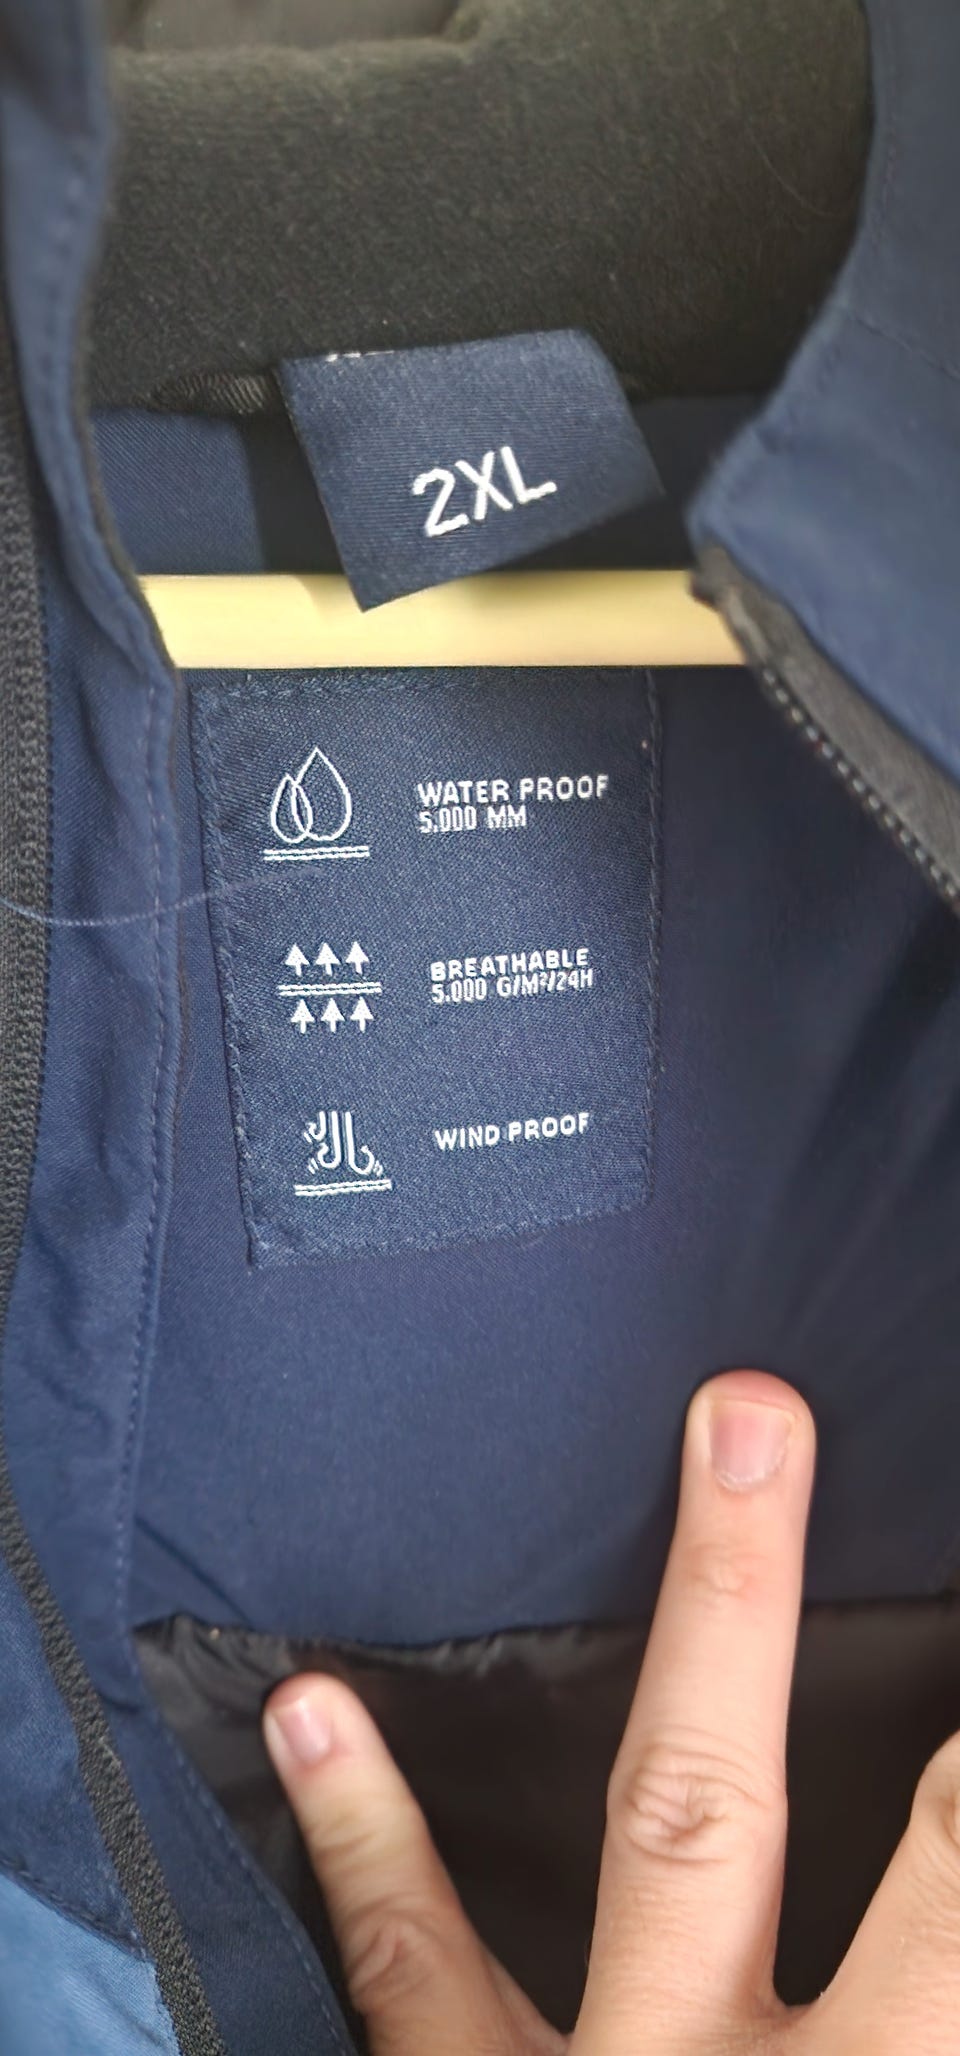 2XL
WATER PROOF
5.000 MM
BREATHABLE
5.000 G/M²/24H
WIND PROOF